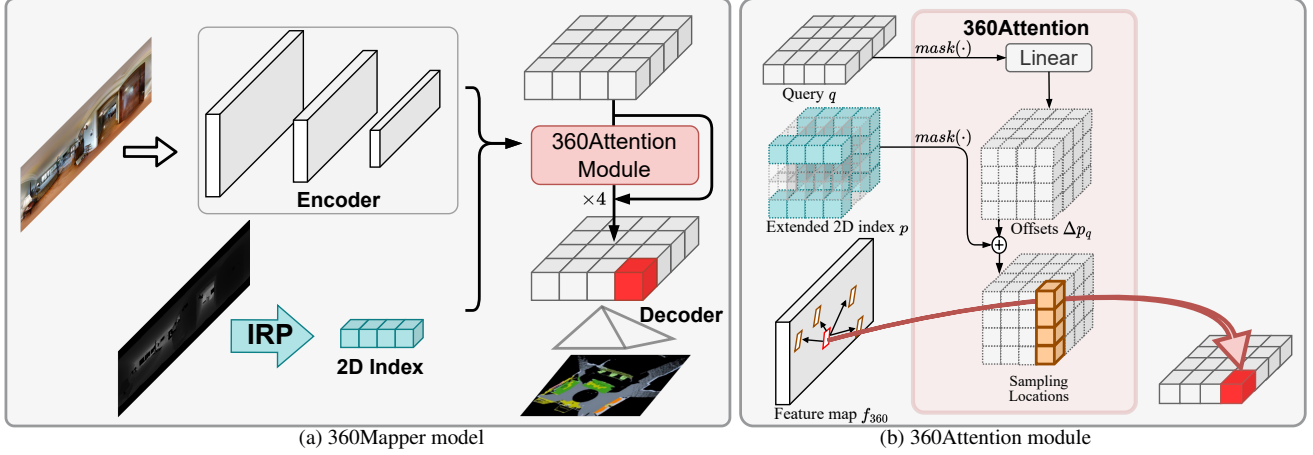 Encoder
IRP
2D Index
360Attention
Module
×4
Decoder
(a) 360Mapper model
360Attention
mask(·)
Linear
Query q
mask(·)
Extended 2D index p
Offsets Δp_q
+
Feature map f_360
Sampling
Locations
(b) 360Attention module